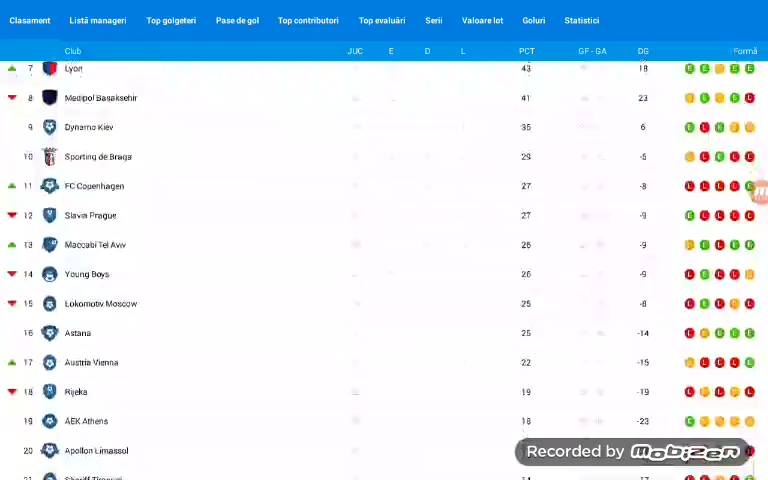 Clasament Listă manageri Top golgeteri Pase de gol Top contributori Top evaluări Serii Valoare lot Goluri Statistici
Club JUC E D L PCT GF - GA DG Formă
7 Lyon 43 18 E E E E
8 Medipol Basaksehir 41 23 E E L
9 Dynamo Kiev 35 6 E L E
10 Sporting de Braga 29 -5 L E L L
11 FC Copenhagen 27 -8 L L L L E
12 Slavia Prague 27 -9 E L L L L
13 Maccabi Tel Aviv 26 -9 E L E E
14 Young Boys 26 -9 L E L L
15 Lokomotiv Moscow 25 -8 L E L L
16 Astana 25 -14 L E E E
17 Austria Vienna 22 -15 L L L E
18 Rijeka 19 -19 L L L
19 AEK Athens 18 -23 E
20 Apollon Limassol
Recorded by MOBIZEN